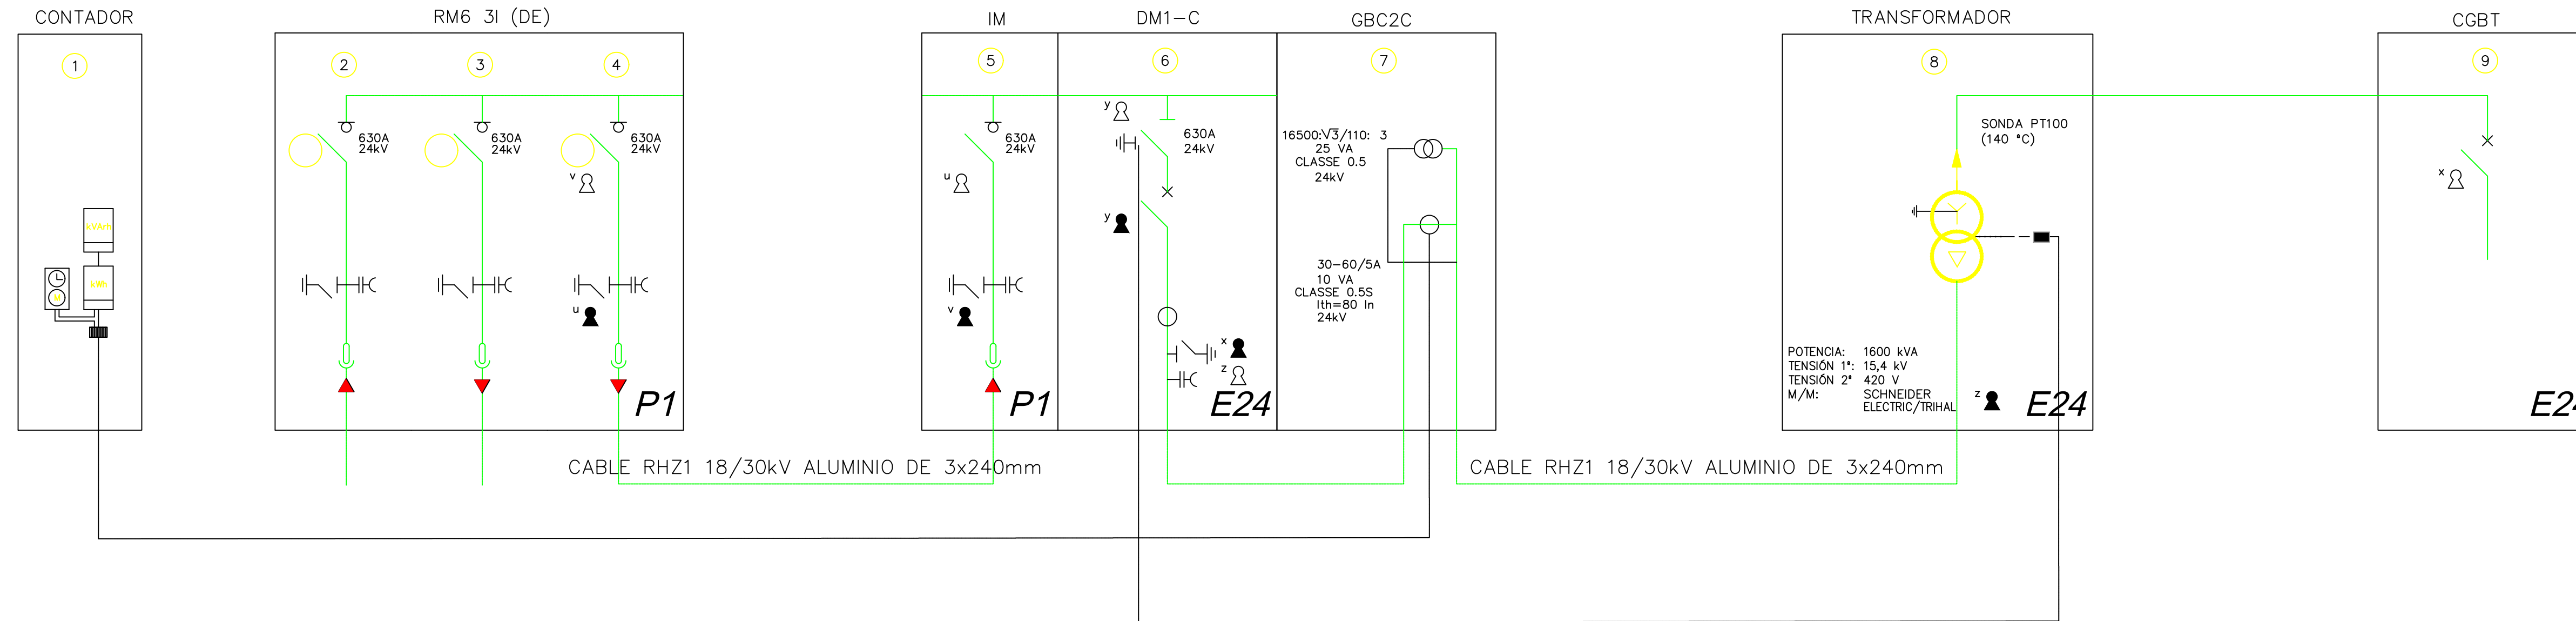 CONTADOR
1
kVArh
kWh
M
RM6 3I (DE)
2
3
4
630A
24kV
630A
24kV
630A
24kV
v
u
P1
IM
5
630A
24kV
u
v
P1
DM1-C
6
y
630A
24kV
y
x
z
E24
GBC2C
7
16500:√3/110: 3
25 VA
CLASSE 0.5
24kV
30-60/5A
10 VA
CLASSE 0.5S
Ith=80 In
24kV
TRANSFORMADOR
8
SONDA PT100
(140 °C)
POTENCIA: 1600 kVA
TENSIÓN 1ª: 15,4 kV
TENSIÓN 2ª 420 V
M/M: SCHNEIDER
ELECTRIC/TRIHAL
z
E24
CGBT
9
x
E24
CABLE RHZ1 18/30kV ALUMINIO DE 3x240mm
CABLE RHZ1 18/30kV ALUMINIO DE 3x240mm